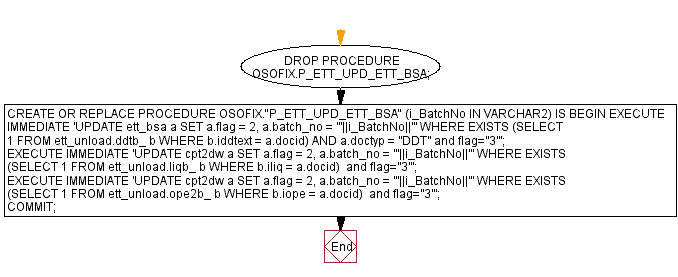 DROP PROCEDURE
OSOFIX.P_ETT_UPD_ETT_BSA;
CREATE OR REPLACE PROCEDURE OSOFIX."P_ETT_UPD_ETT_BSA" (i_BatchNo IN VARCHAR2) IS BEGIN EXECUTE
IMMEDIATE 'UPDATE ett_bsa a SET a.flag = 2, a.batch_no = '"||i_BatchNo||"' WHERE EXISTS (SELECT
1 FROM ett_unload.ddtb_ b WHERE b.iddtext= a.docid) AND a.doctyp = "DDT" and flag="3"';
EXECUTE IMMEDIATE 'UPDATE cpt2dw a SET a.flag = 2, a.batch_no = '"||i_BatchNo||"' WHERE EXISTS
(SELECT 1 FROM ett_unload.liqb_ b WHERE b.iliq = a.docid)  and flag="3"';
EXECUTE IMMEDIATE 'UPDATE cpt2dw a SET a.flag = 2, a.batch_no = '"||i_BatchNo||"' WHERE EXISTS
(SELECT 1 FROM ett_unload.ope2b_ b WHERE b.iope = a.docid)  and flag="3"';
COMMIT;
End